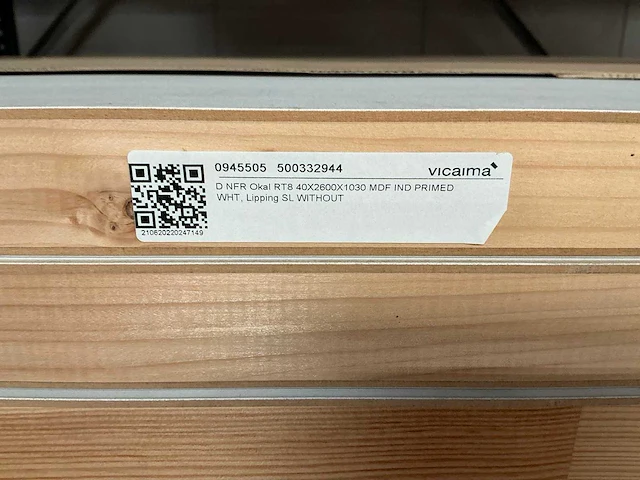 0945505 500332944 vicaima
D NFR Okal RT8 40X2600X1030 MDF IND PRIMED
WHT, Lipping SL WITHOUT
210620220247149